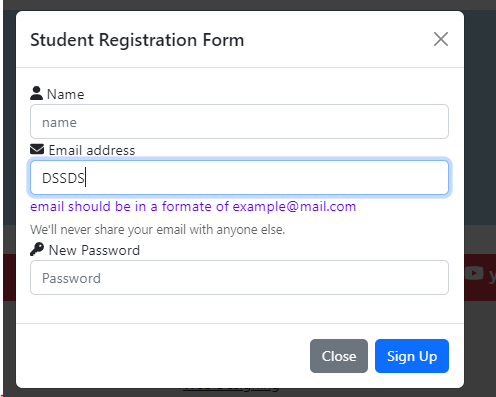 Student Registration Form
Name
name
Email address
DSSDS
email should be in a formate of example@mail.com
We'll never share your email with anyone else.
New Password
Password
Close
Sign Up